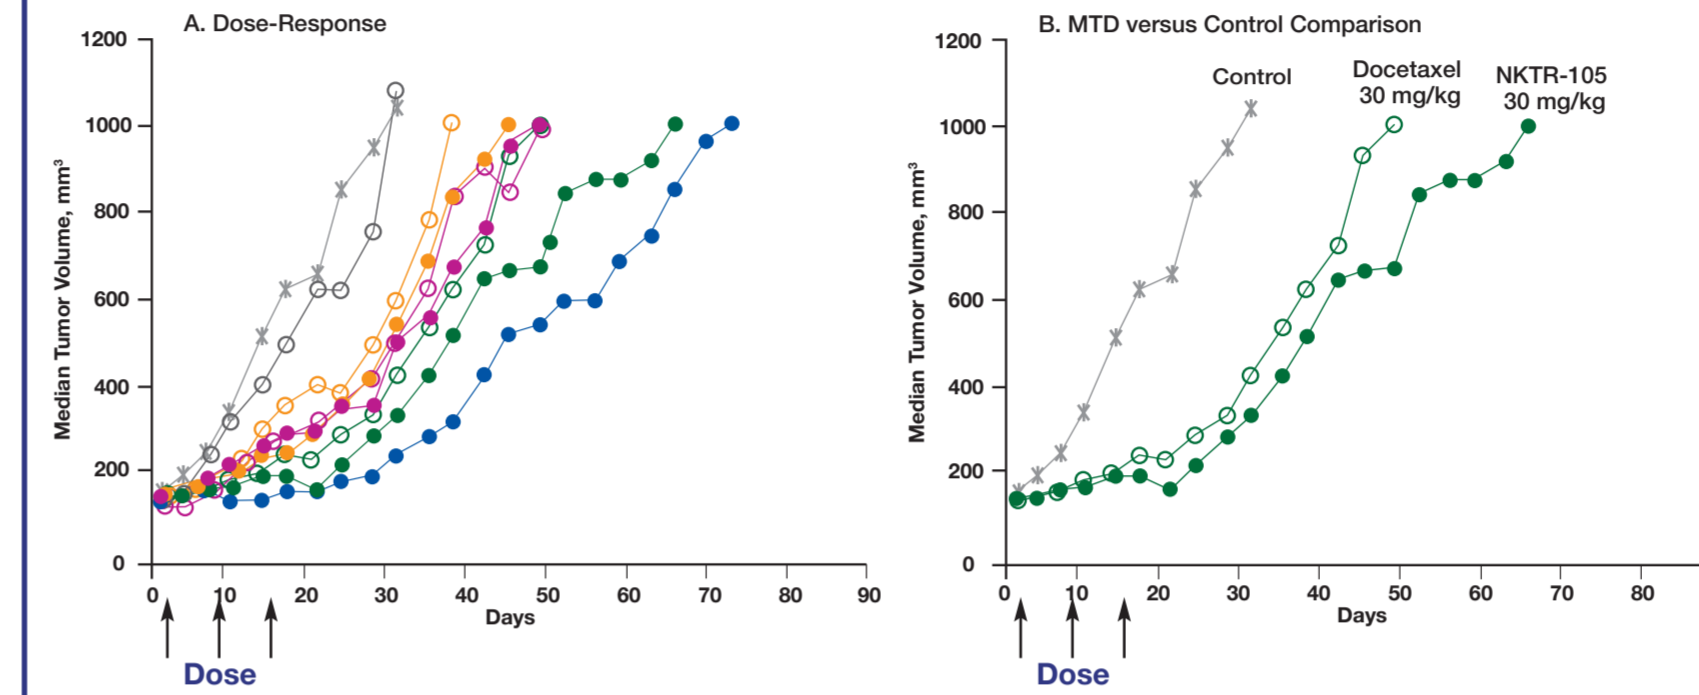 A. Dose-Response
1200
1000
800
600
400
200
0
Median Tumor Volume, mm³
0 10 20 30 40 50 60 70 80 90
Days
Dose
B. MTD versus Control Comparison
1200
1000
800
600
400
200
0
Median Tumor Volume, mm³
Control
Docetaxel
30 mg/kg
NKTR-105
30 mg/kg
0 10 20 30 40 50 60 70 80
Days
Dose